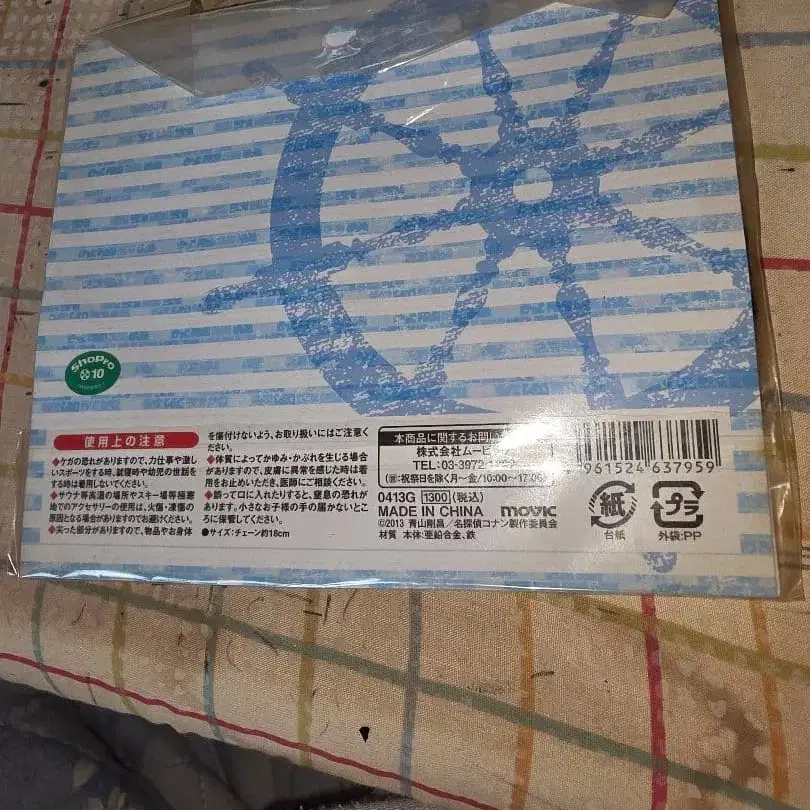 ShoPro
10
使用上の注意
◆ケガの恐れがありますので、力仕事や激し
いスポーツをする時、就寝時や幼児の世話を
する時は着用しないでください。
◆サウナ等高温の場所やスキー場等極寒
地でのアクセサリーの使用は、火傷・凍傷の
原因となる場合がありますのでお避けください。
◆尖った部分がありますので、物品やお身体
を傷付けないよう、お取り扱いにはご注意く
ださい。
◆体質によってかゆみ・かぶれを生じる場合
がありますので、皮膚に異常を感じた時は着
用をお止めいただき、医師にご相談ください。
◆誤ってロに入れたりすると、窒息の恐れが
あります。小さなお子様の手の届かないとこ
ろに保管してください。
●サイズ:チェーン約18cm
本商品に関するお問い
株式会社ムービ
TEL:03-3972-
(㊡:祝祭日を除く月〜金/10:00〜17:00
0413G 1300(税込)
MADE IN CHINA movic
©2013 青山剛昌/名探偵コナン製作委員会
材質 本体:亜鉛合金、鉄
961524 637959
紙
台紙
プラ
外袋:PP